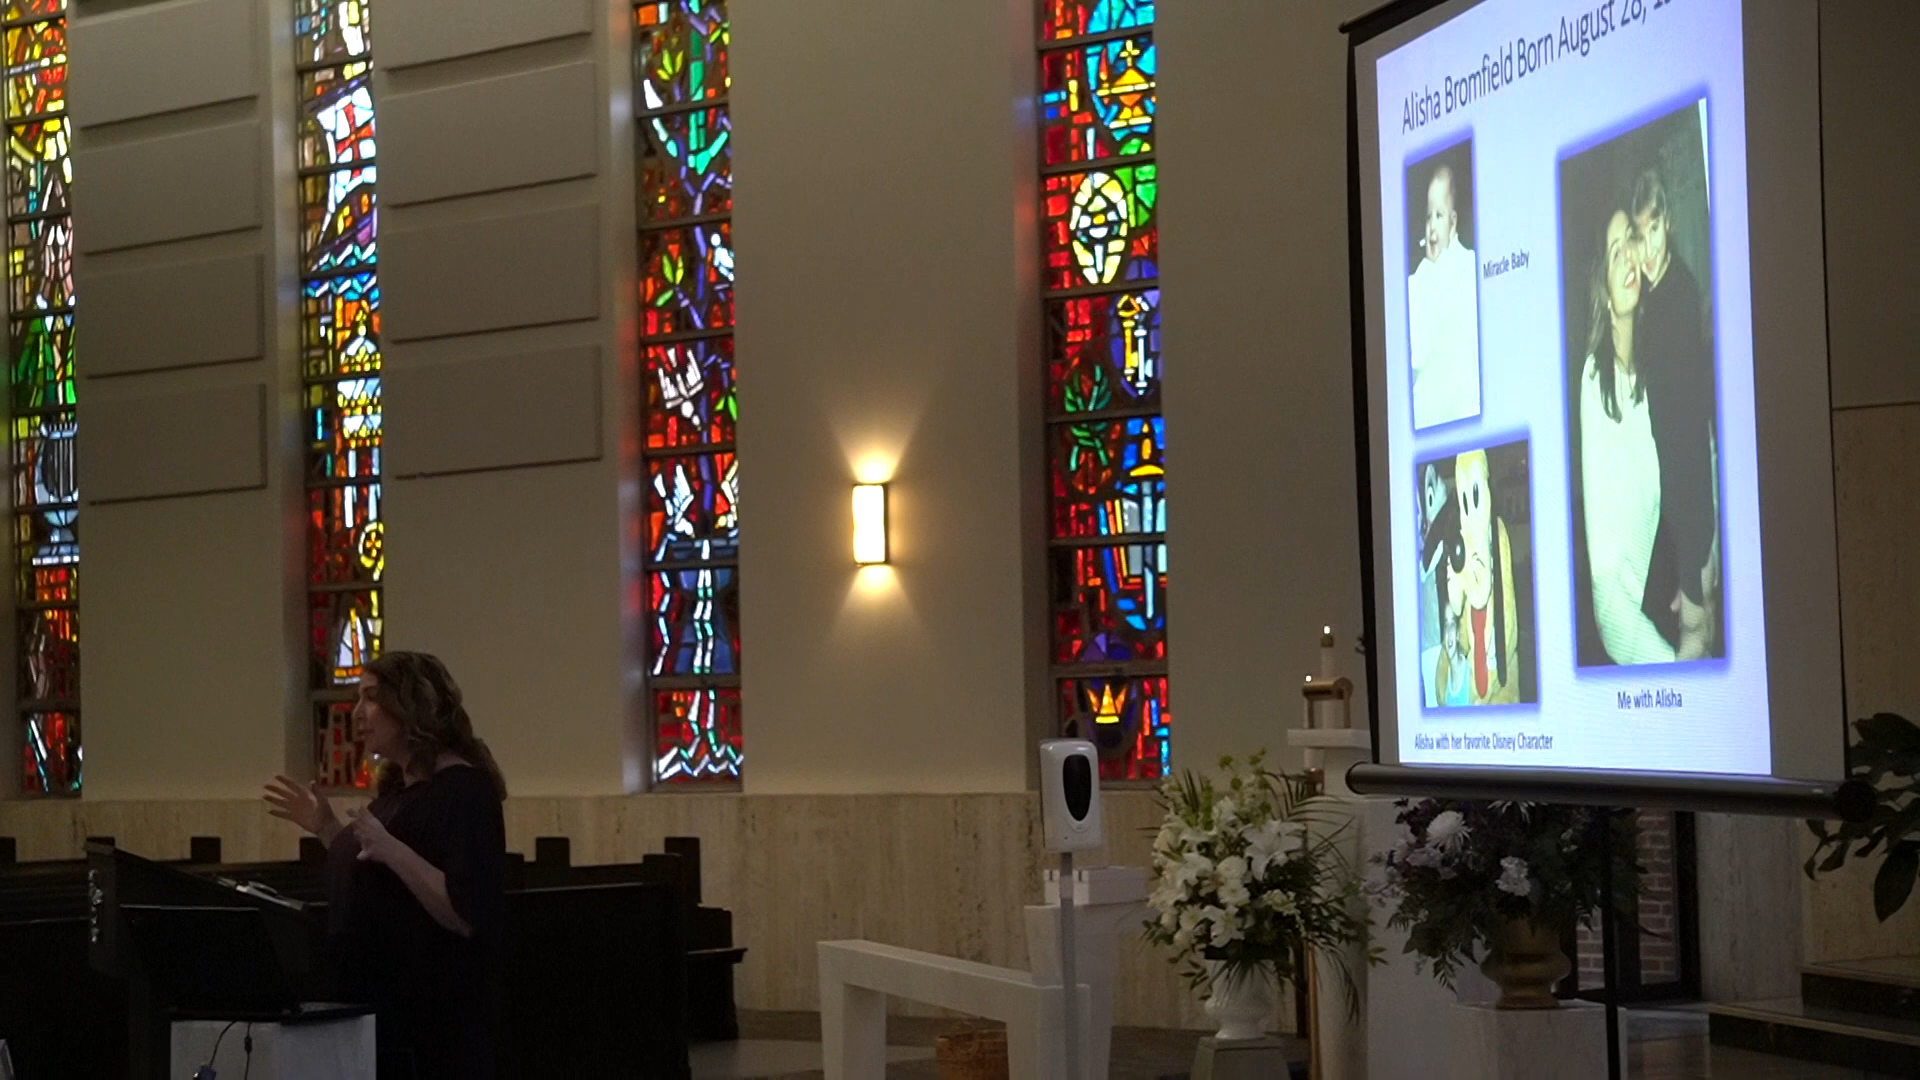 Alisha Bromfield Born August 28,
Miracle Baby
Me with Alisha
Alisha with her favorite Disney Character